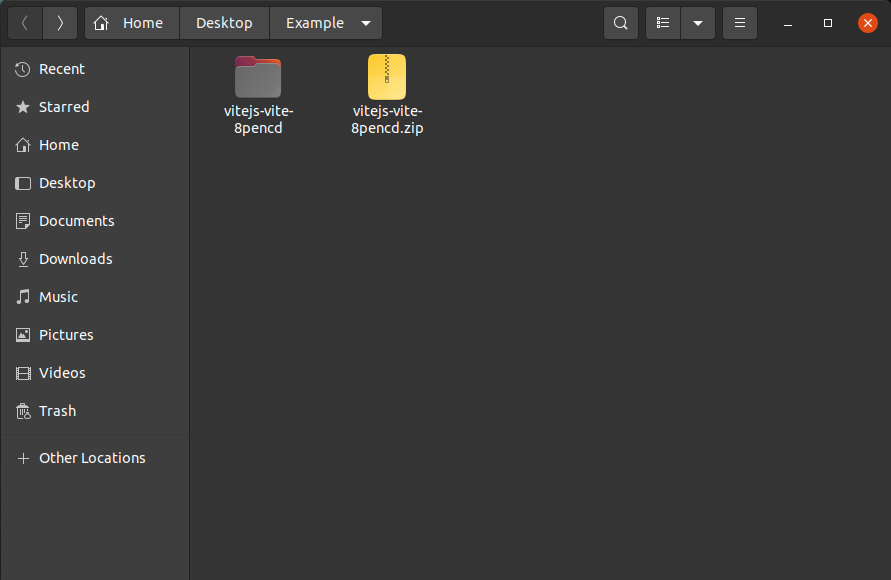 Home
Desktop
Example
Recent
Starred
Home
Desktop
Documents
Downloads
Music
Pictures
Videos
Trash
Other Locations
vitejs-vite-
8pencd
vitejs-vite-
8pencd.zip